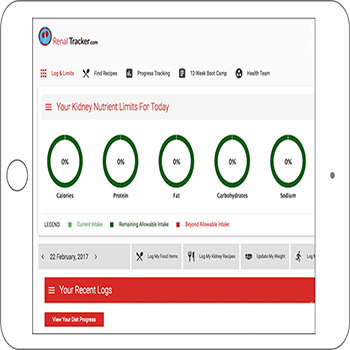 Renal Tracker.com
Log & Limits Find Recipes Progress Tracking 12-Week Boot Camp Health Team
Your Kidney Nutrient Limits For Today
0% 0% 0% 0% 0%
Calories Protein Fat Carbohydrates Sodium
LEGEND: Current Intake Remaining Allowable Intake Beyond Allowable Intake
22 February, 2017 Log My Food Items Log My Kidney Recipes Update My Weight Log M
Your Recent Logs
View Your Diet Progress